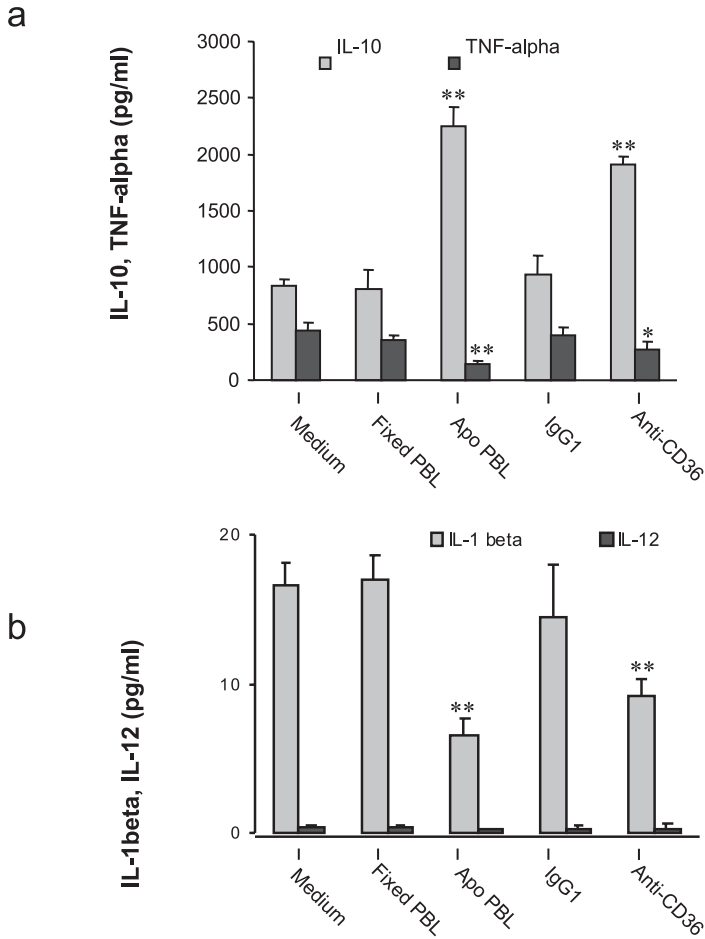 a
IL-10, TNF-alpha (pg/ml)
IL-10 TNF-alpha
3000
2500
2000
1500
1000
500
0
**
**
**
*
Medium
Fixed PBL
Apo PBL
IgG1
Anti-CD36
b
IL-1beta, IL-12 (pg/ml)
IL-1 beta IL-12
20
10
0
**
**
Medium
Fixed PBL
Apo PBL
IgG1
Anti-CD36